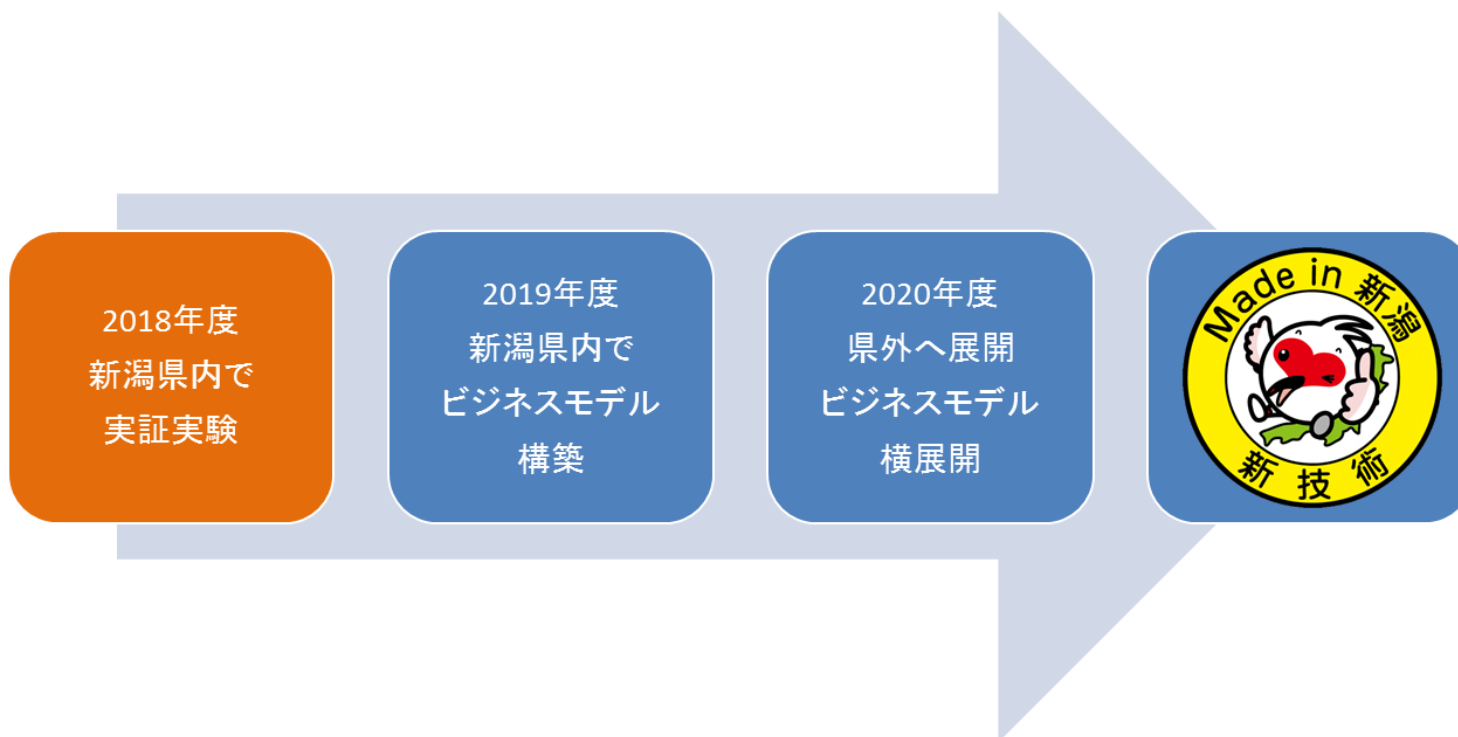 2018年度
新潟県内で
実証実験
2019年度
新潟県内で
ビジネスモデル
構築
2020年度
県外へ展開
ビジネスモデル
横展開
Made in 新潟
新技術